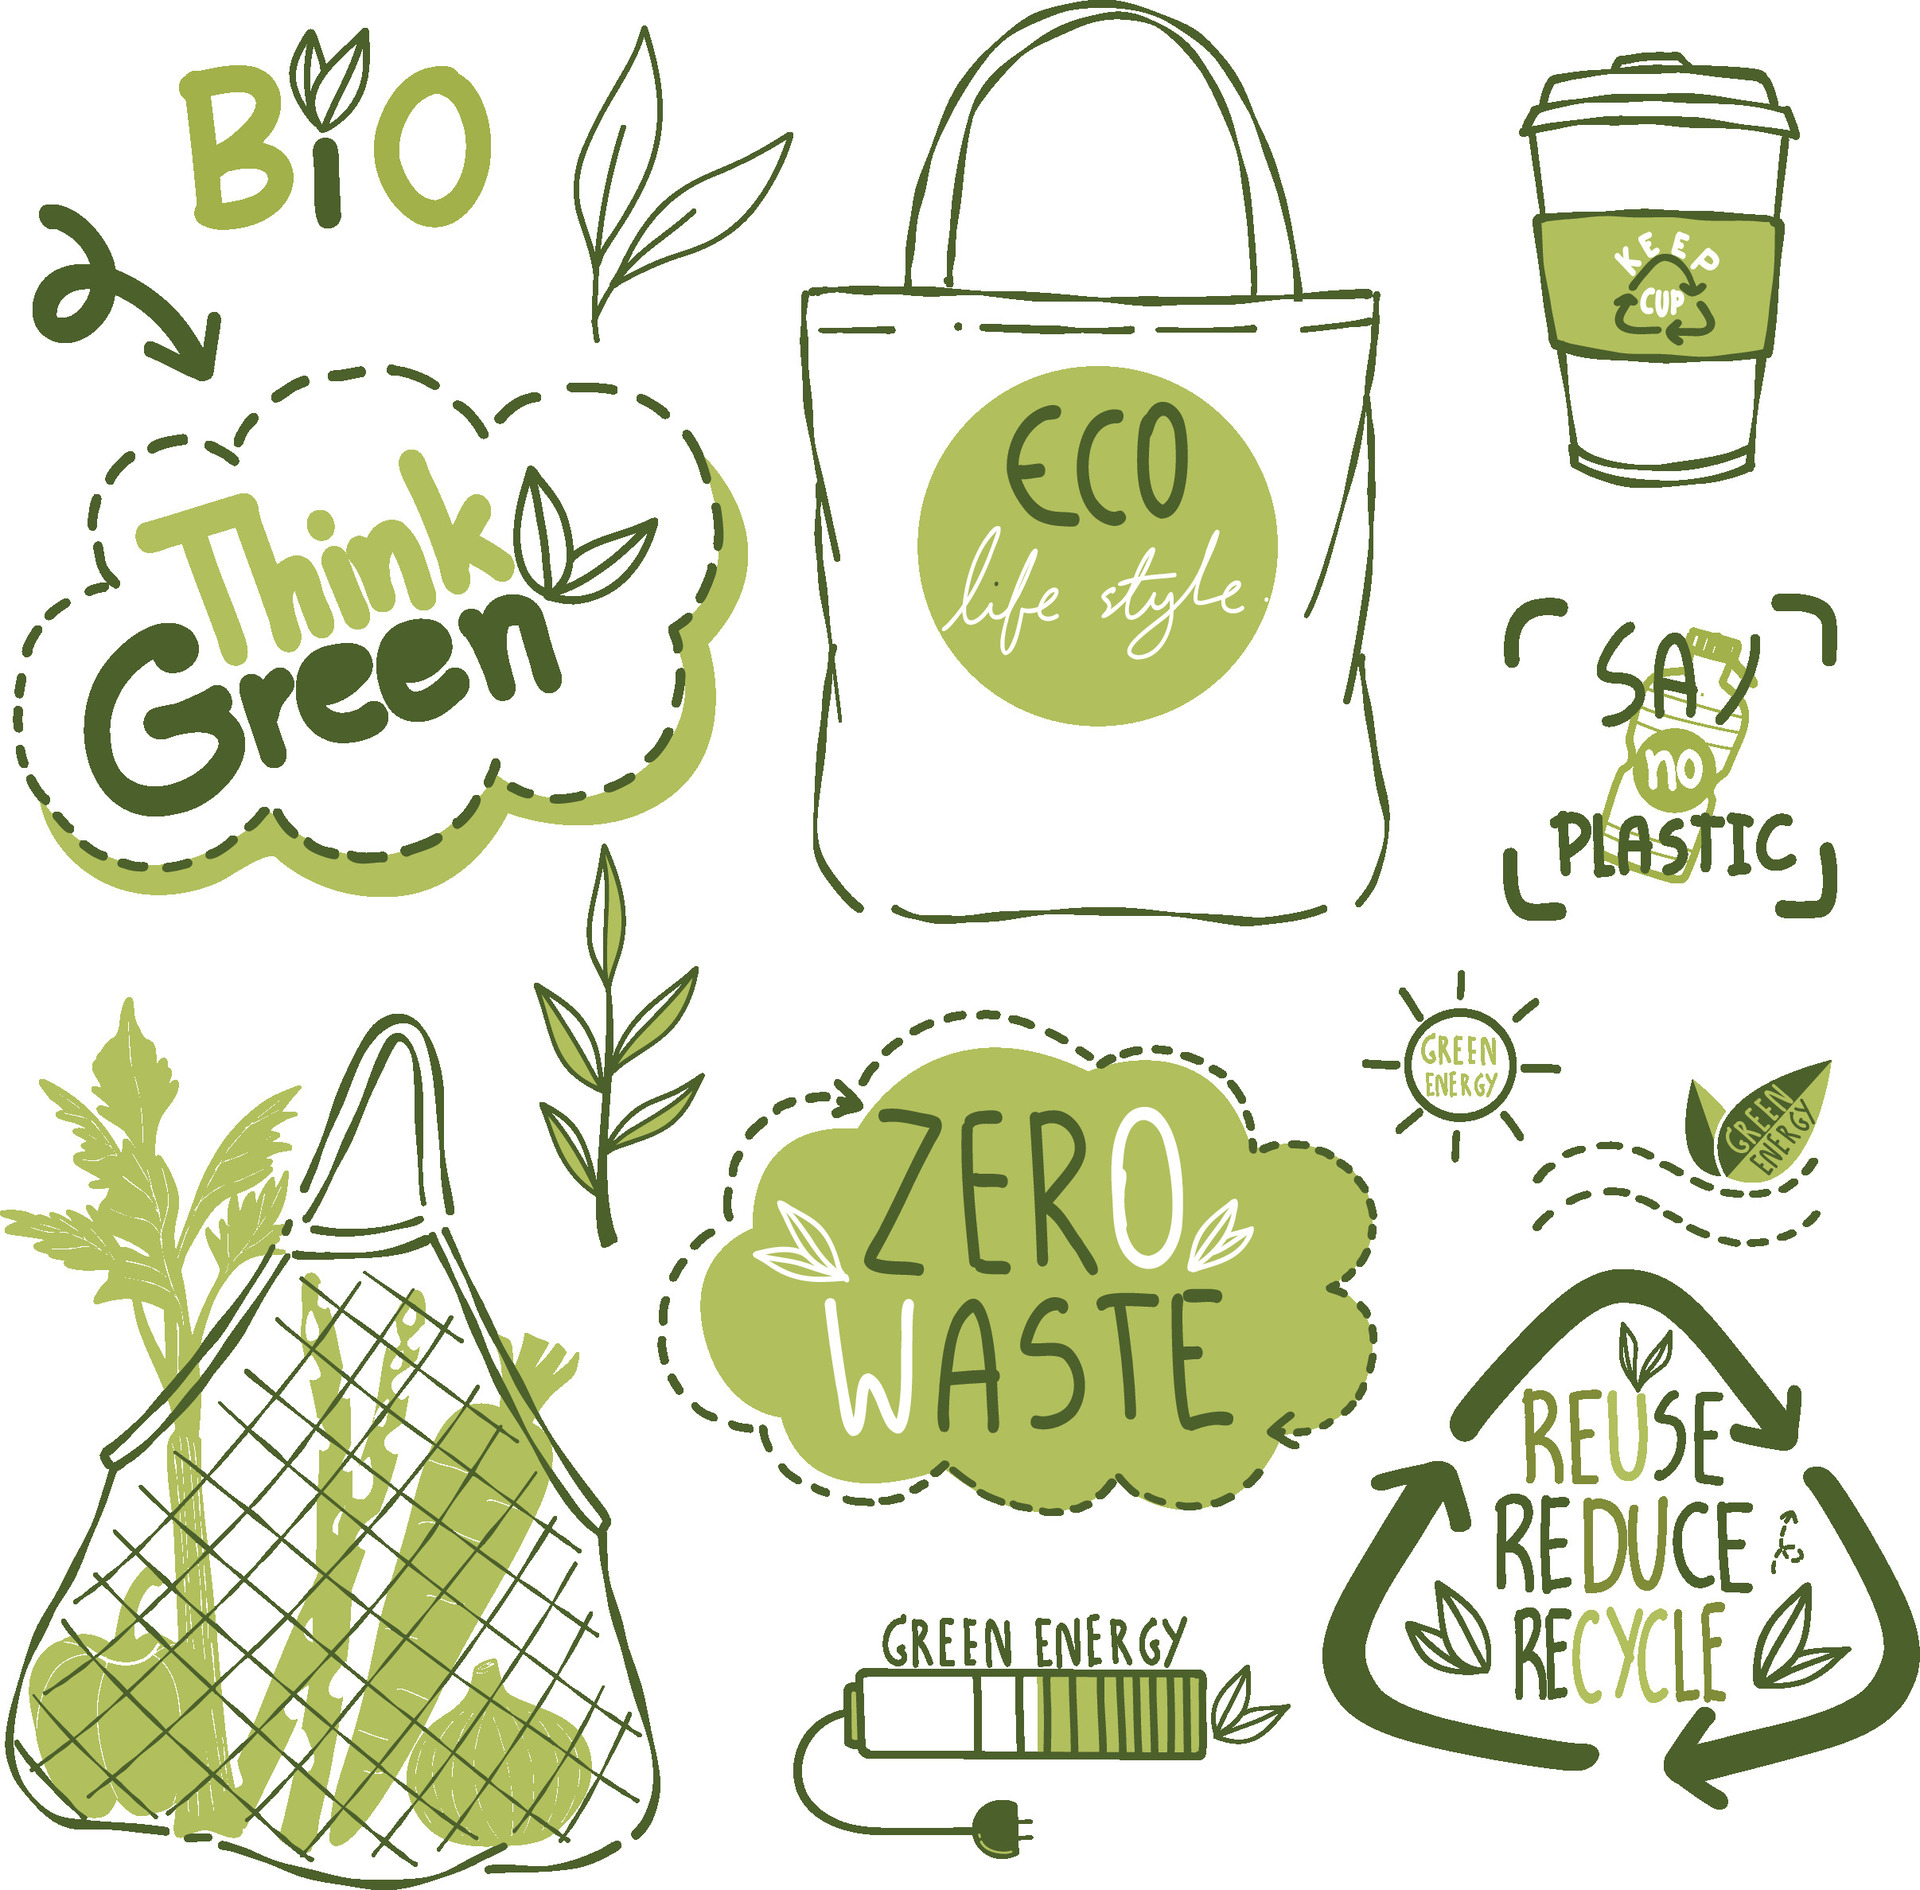 BiO
KEEP
CUP
Think
Green
ECO
life style
SAY
no
PLASTIC
GREEN
ENERGY
GREEN
ENERGY
ZERO
WASTE
REUSE
REDUCE
RECYCLE
GREEN ENERGY